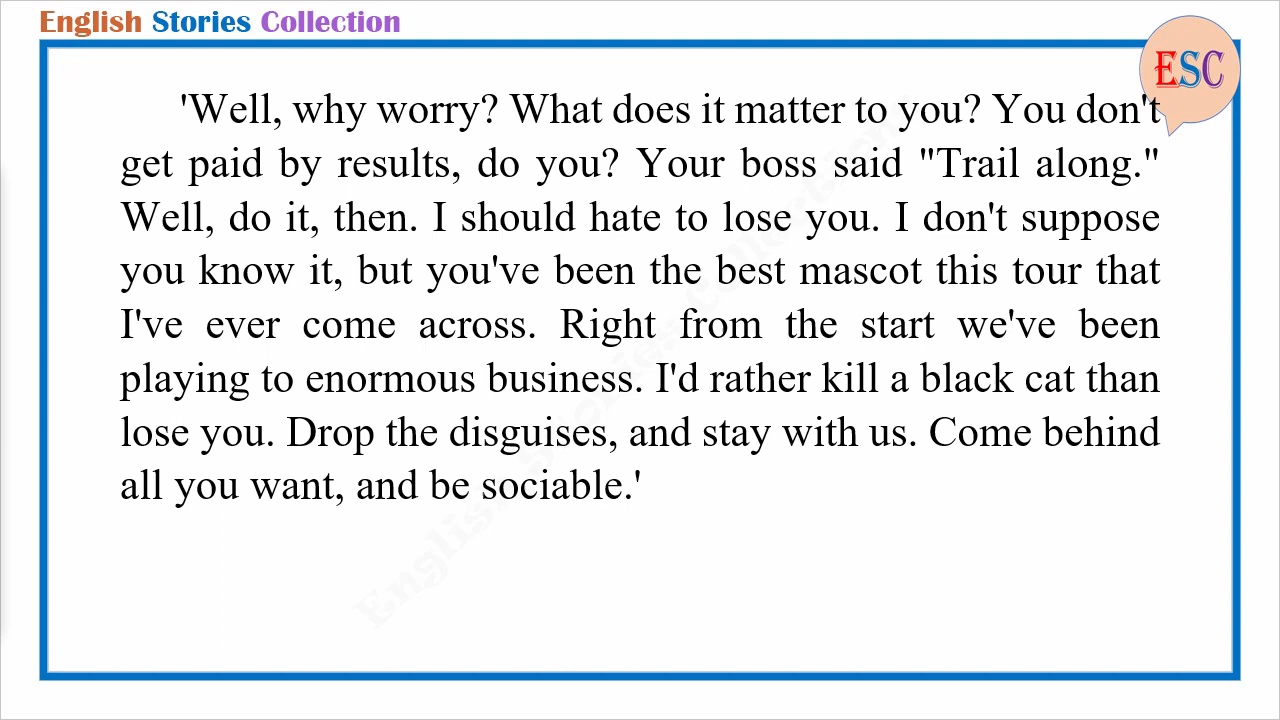 English Stories Collection
ESC
'Well, why worry? What does it matter to you? You don't
get paid by results, do you? Your boss said "Trail along."
Well, do it, then. I should hate to lose you. I don't suppose
you know it, but you've been the best mascot this tour that
I've ever come across. Right from the start we've been
playing to enormous business. I'd rather kill a black cat than
lose you. Drop the disguises, and stay with us. Come behind
all you want, and be sociable.'
English Stories Collection